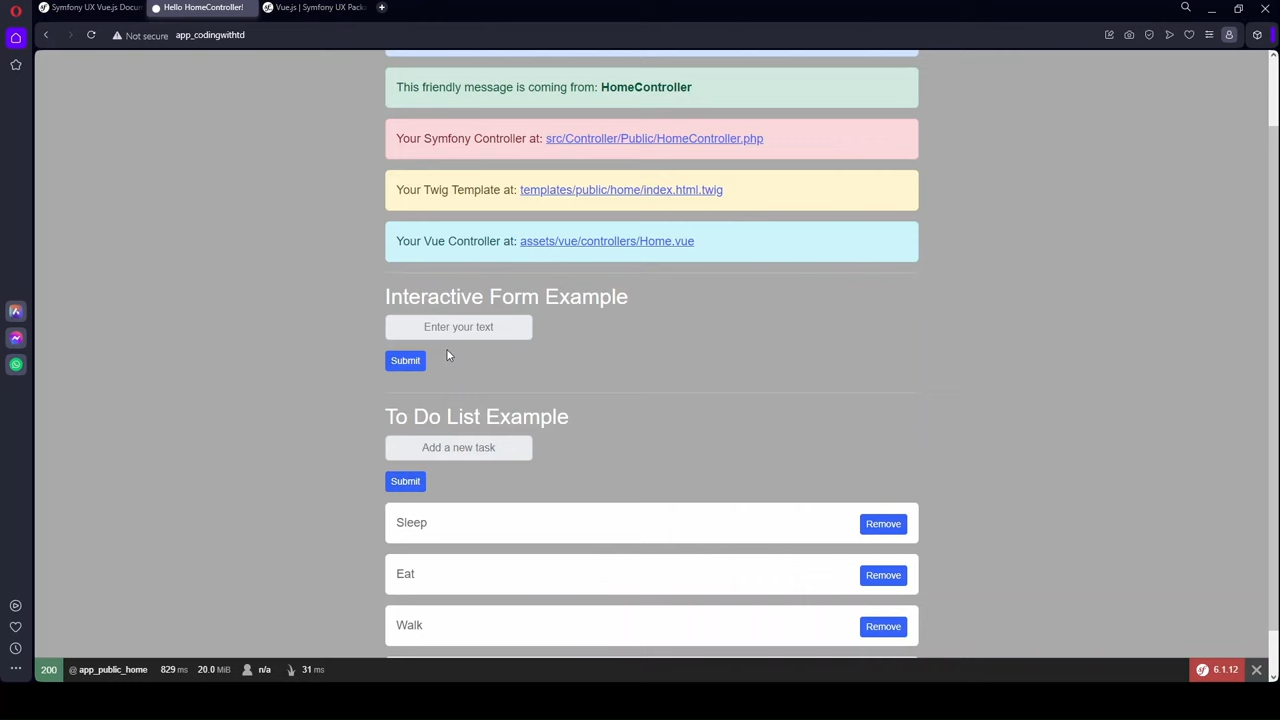 Symfony UX Vue.js Docum
Hello HomeController!
Vue.js | Symfony UX Pack
Not secure
app_codingwithtd
This friendly message is coming from: HomeController
Your Symfony Controller at: src/Controller/Public/HomeController.php
Your Twig Template at: templates/public/home/index.html.twig
Your Vue Controller at: assets/vue/controllers/Home.vue
Interactive Form Example
Enter your text
Submit
To Do List Example
Add a new task
Submit
Sleep
Remove
Eat
Remove
Walk
Remove
200 @ app_public_home 829 ms 20.0 MiB n/a 31 ms sf 6.1.12